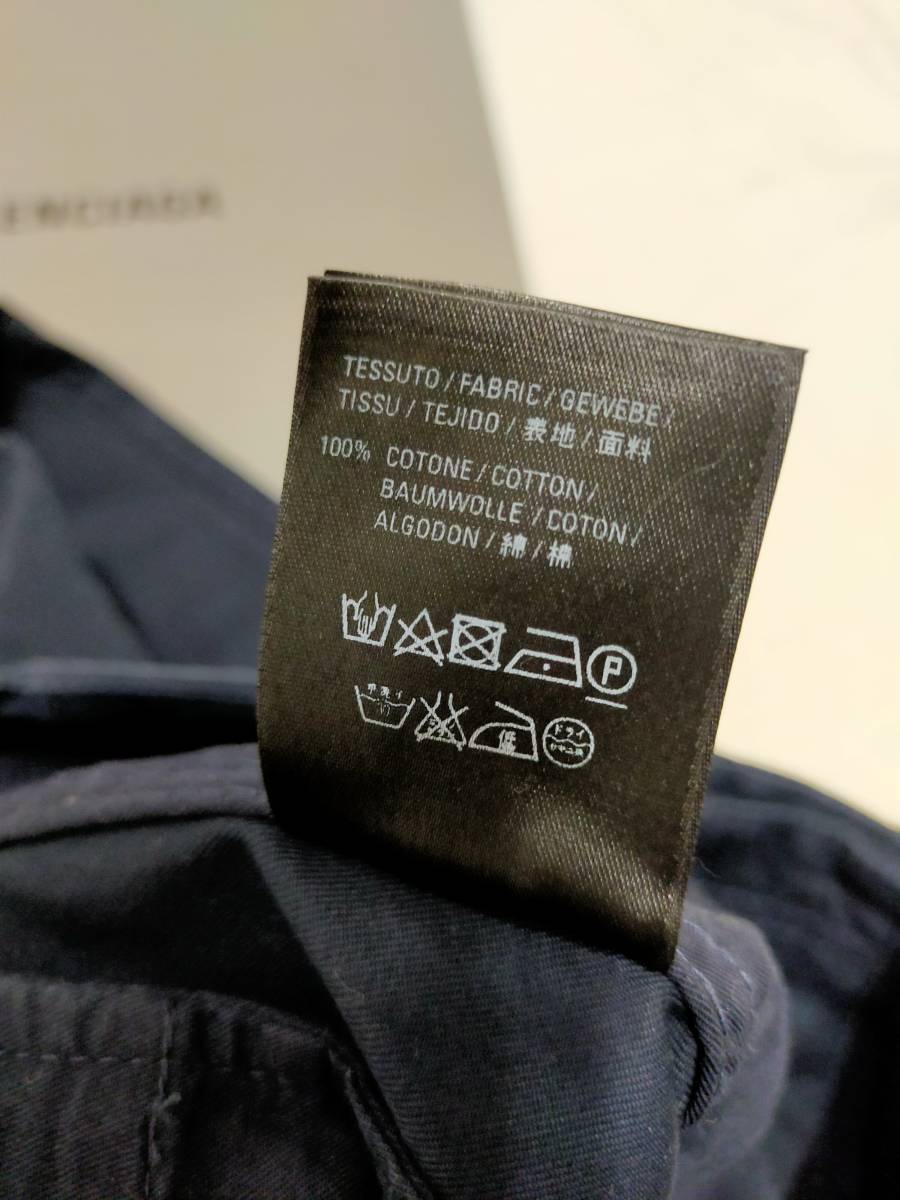 ENCIAGA
TESSUTO / FABRIC / GEWEBE /
TISSU / TEJIDO / 表地 / 面料
100% COTONE / COTTON /
BAUMWOLLE / COTON /
ALGODON / 綿 / 棉
P
低
ドライ